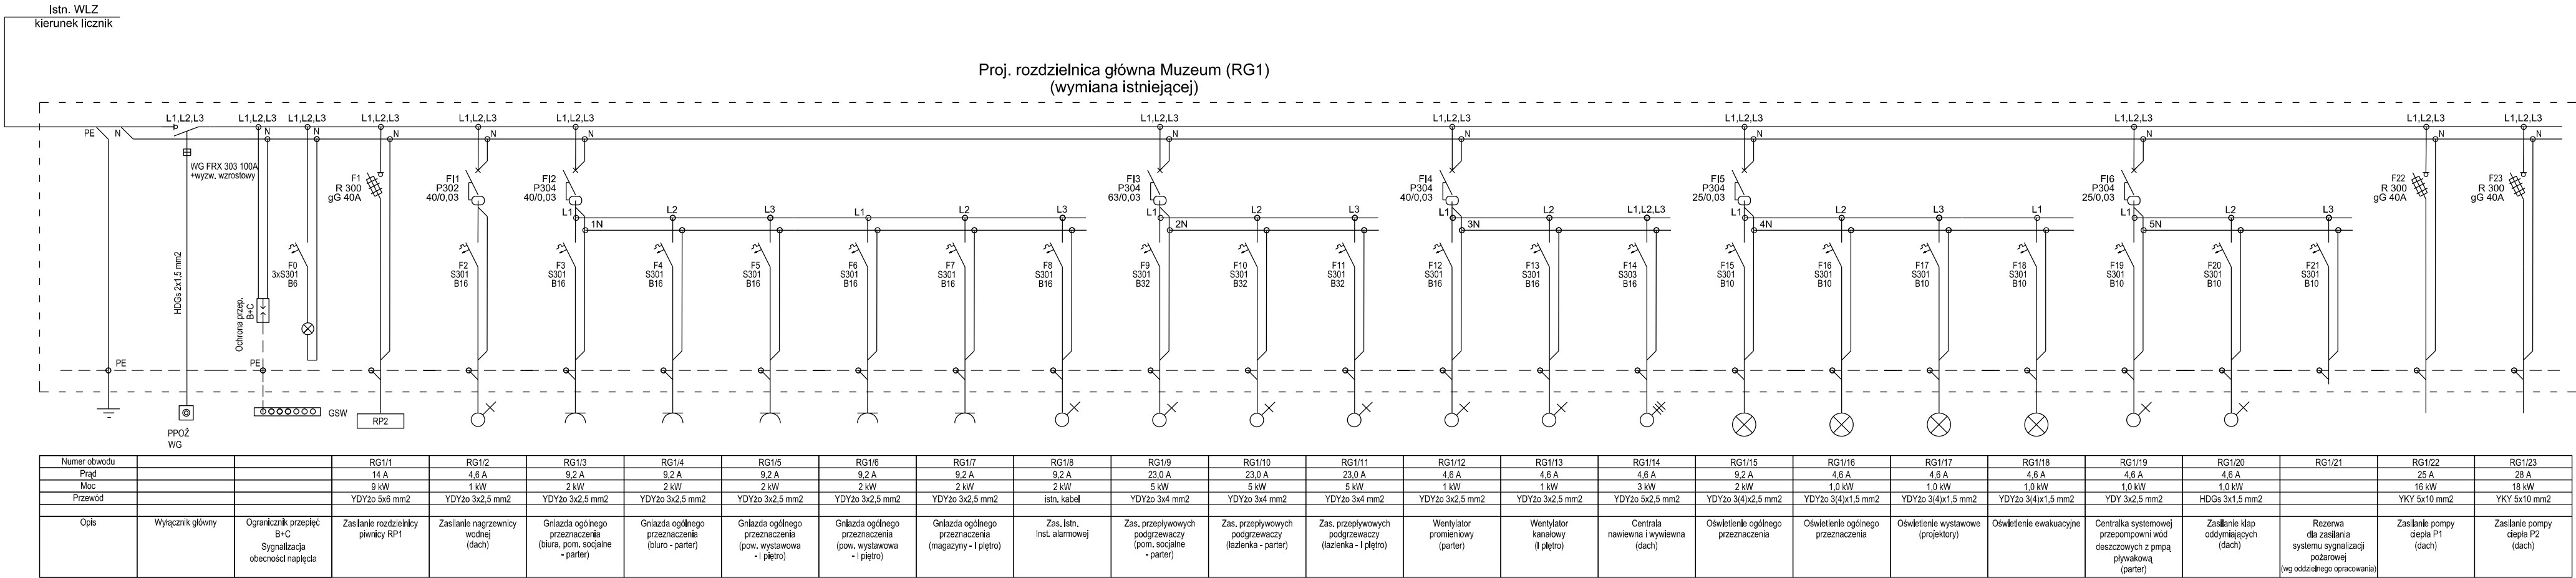 Istn. WLZ
kierunek licznik
Proj. rozdzielnica główna Muzeum (RG1)
(wymiana istniejącej)
L1,L2,L3 L1,L2,L3 L1,L2,L3 L1,L2,L3 L1,L2,L3 L1,L2,L3 L1,L2,L3 L1,L2,L3 L1,L2,L3 L1,L2,L3 L1,L2,L3 L1,L2,L3
PE N N N N N N N N N N N N
WG FRX 303 100A
+wyzw. wzrostowy
F1
R 300
gG 40A
FI1
P302
40/0,03
FI2
P304
40/0,03
FI3
P304
63/0,03
FI4
P304
40/0,03
FI5
P304
25/0,03
FI6
P304
25/0,03
F22
R 300
gG 40A
F23
R 300
gG 40A
L1 L2 L3 L1 L2 L3 L1 L2 L3 L1 L2 L1,L2,L3 L1 L2 L3 L1 L1 L2 L3
1N 2N 3N 4N 5N
HDGs 2x1,5 mm2
Ochrona przep.
B+C
F0
3xS301
B6
F2
S301
B16
F3
S301
B16
F4
S301
B16
F5
S301
B16
F6
S301
B16
F7
S301
B16
F8
S301
B16
F9
S301
B32
F10
S301
B32
F11
S301
B32
F12
S301
B16
F13
S301
B16
F14
S303
B16
F15
S301
B10
F16
S301
B10
F17
S301
B10
F18
S301
B10
F19
S301
B10
F20
S301
B10
F21
S301
B10
PE PE
PPOŻ
WG
GSW
RP2
Numer obwodu RG1/1 RG1/2 RG1/3 RG1/4 RG1/5 RG1/6 RG1/7 RG1/8 RG1/9 RG1/10 RG1/11 RG1/12 RG1/13 RG1/14 RG1/15 RG1/16 RG1/17 RG1/18 RG1/19 RG1/20 RG1/21 RG1/22 RG1/23
Prąd 14 A 4,6 A 9,2 A 9,2 A 9,2 A 9,2 A 9,2 A 9,2 A 23,0 A 23,0 A 23,0 A 4,6 A 4,6 A 4,6 A 9,2 A 4,6 A 4,6 A 4,6 A 4,6 A 4,6 A 25 A 28 A
Moc 9 kW 1 kW 2 kW 2 kW 2 kW 2 kW 2 kW 2 kW 5 kW 5 kW 5 kW 1 kW 1 kW 3 kW 2 kW 1,0 kW 1,0 kW 1,0 kW 1,0 kW 1,0 kW 16 kW 18 kW
Przewód YDYżo 5x6 mm2 YDYżo 3x2,5 mm2 YDYżo 3x2,5 mm2 YDYżo 3x2,5 mm2 YDYżo 3x2,5 mm2 YDYżo 3x2,5 mm2 YDYżo 3x2,5 mm2 istn. kabel YDYżo 3x4 mm2 YDYżo 3x4 mm2 YDYżo 3x4 mm2 YDYżo 3x2,5 mm2 YDYżo 3x2,5 mm2 YDYżo 5x2,5 mm2 YDYżo 3(4)x2,5 mm2 YDYżo 3(4)x1,5 mm2 YDYżo 3(4)x1,5 mm2 YDYżo 3(4)x1,5 mm2 YDY 3x2,5 mm2 HDGs 3x1,5 mm2 YKY 5x10 mm2 YKY 5x10 mm2
Opis
Wyłącznik główny
Ogranicznik przepięć
B+C
Sygnalizacja
obecności napięcia
Zasilanie rozdzielnicy
piwnicy RP1
Zasilanie nagrzewnicy
wodnej
(dach)
Gniazda ogólnego
przeznaczenia
(biura, pom. socjalne
- parter)
Gniazda ogólnego
przeznaczenia
(biuro - parter)
Gniazda ogólnego
przeznaczenia
(pow. wystawowa
- I piętro)
Gniazda ogólnego
przeznaczenia
(pow. wystawowa
- I piętro)
Gniazda ogólnego
przeznaczenia
(magazyny - I piętro)
Zas. istn.
Inst. alarmowej
Zas. przepływowych
podgrzewaczy
(pom. socjalne
- parter)
Zas. przepływowych
podgrzewaczy
(łazienka - parter)
Zas. przepływowych
podgrzewaczy
(łazienka - I piętro)
Wentylator
promieniowy
(parter)
Wentylator
kanałowy
(I piętro)
Centrala
nawiewna i wywiewna
(dach)
Oświetlenie ogólnego
przeznaczenia
Oświetlenie ogólnego
przeznaczenia
Oświetlenie wystawowe
(projektory)
Oświetlenie ewakuacyjne
Centralka systemowej
przepompowni wód
deszczowych z pmpą
pływakową
(parter)
Zasilanie klap
oddymiających
(dach)
Rezerwa
dla zasilania
systemu sygnalizacji
pożarowej
(wg oddzielnego opracowania)
Zasilanie pompy
ciepła P1
(dach)
Zasilanie pompy
ciepła P2
(dach)